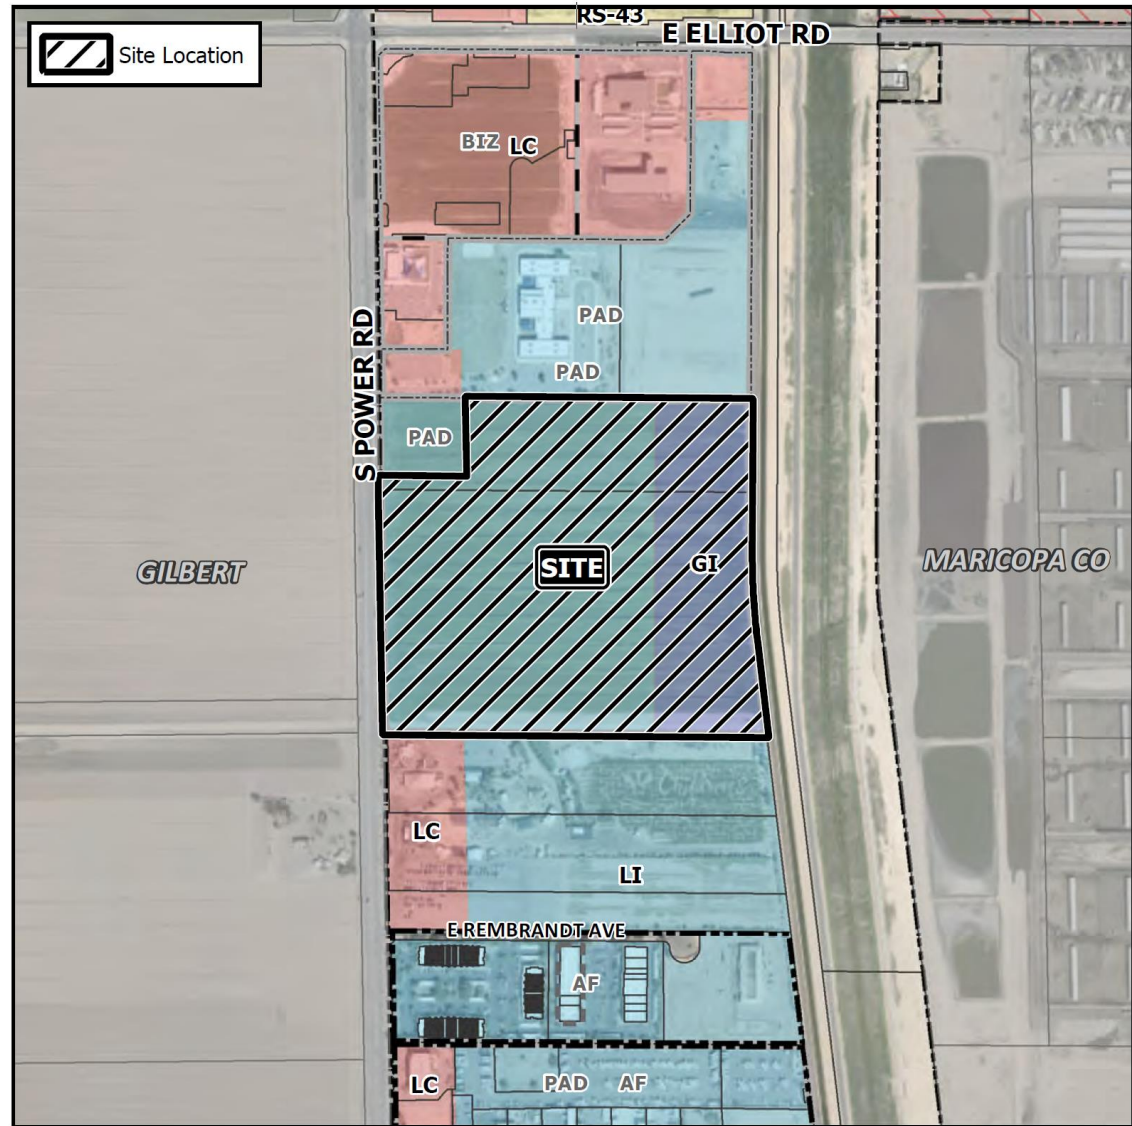 RS-43
E ELLIOT RD
Site Location
BIZ LC
S POWER RD
PAD
PAD
PAD
GILBERT
SITE
GI
MARICOPA CO
LC
LI
E REMBRANDT AVE
AF
LC
PAD AF